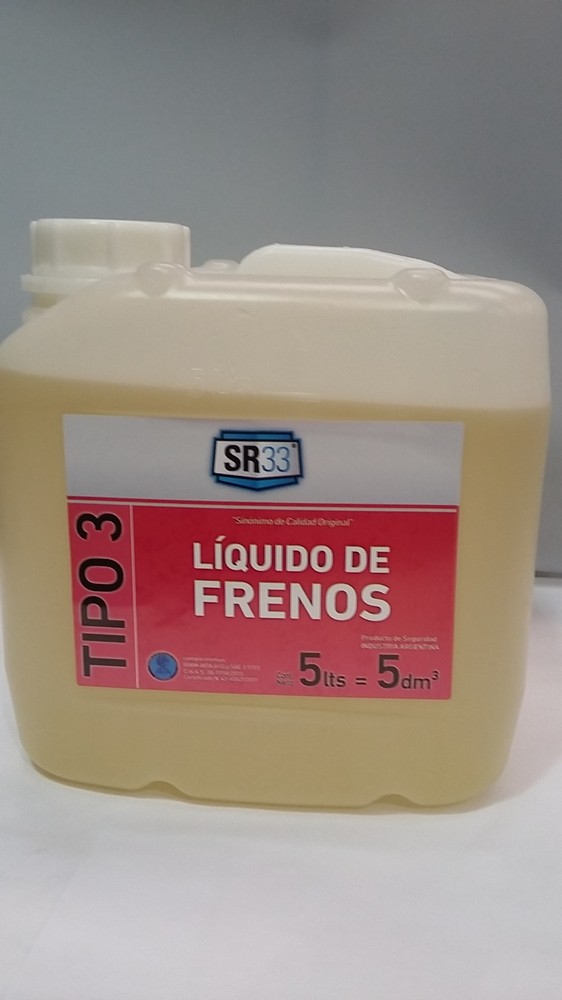 SR33
"Sinónimo de Calidad Original"
TIPO 3
LÍQUIDO DE
FRENOS
Producto de Seguridad
INDUSTRIA ARGENTINA
5lts = 5dm³